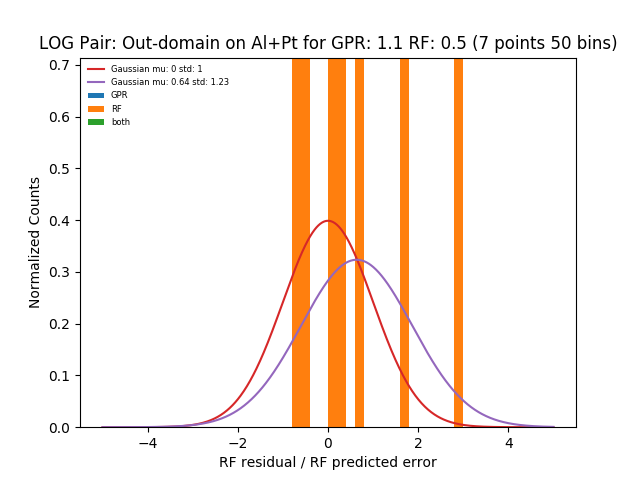 LOG Pair: Out-domain on Al+Pt for GPR: 1.1 RF: 0.5 (7 points 50 bins)
Gaussian mu: 0 std: 1
Gaussian mu: 0.64 std: 1.23
GPR
RF
both
Normalized Counts
0.7
0.6
0.5
0.4
0.3
0.2
0.1
0.0
−4
−2
0
2
4
RF residual / RF predicted error